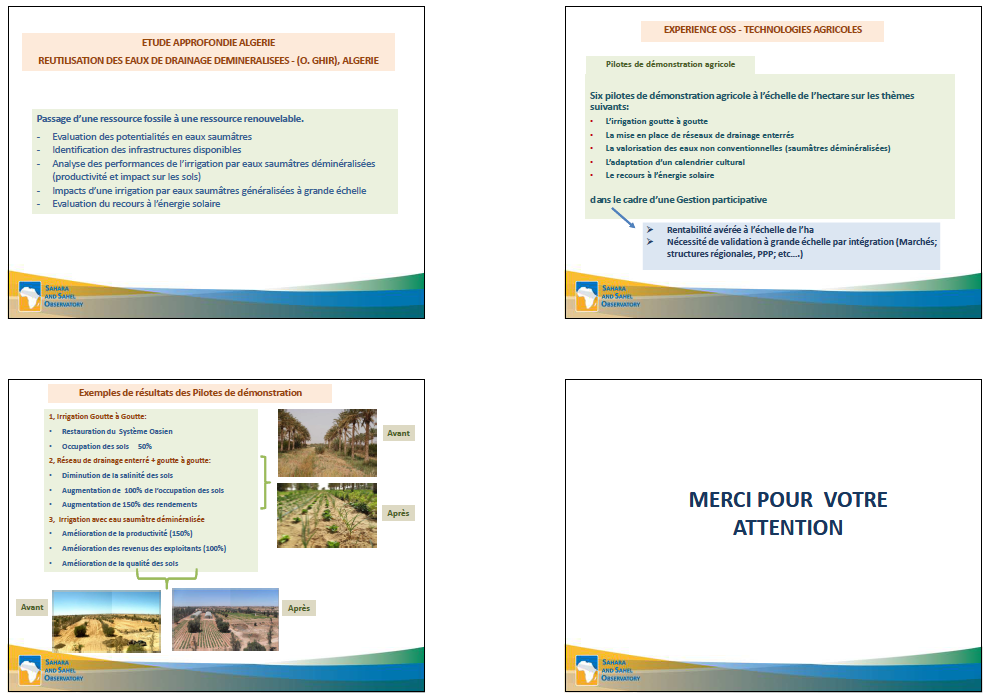 ETUDE APPROFONDIE ALGERIE
REUTILISATION DES EAUX DE DRAINAGE DEMINERALISEES - (O. GHIR), ALGERIE
Passage d'une ressource fossile à une ressource renouvelable.
- Evaluation des potentialités en eaux saumâtres
- Identification des infrastructures disponibles
- Analyse des performances de l'irrigation par eaux saumâtres déminéralisées
(productivité et impact sur les sols)
- Impacts d'une irrigation par eaux saumâtres généralisées à grande échelle
- Evaluation du recours à l'énergie solaire
SAHARA
AND SAHEL
OBSERVATORY
EXPERIENCE OSS - TECHNOLOGIES AGRICOLES
Pilotes de démonstration agricole
Six pilotes de démonstration agricole à l'échelle de l'hectare sur les thèmes
suivants:
• L'irrigation goutte à goutte
• La mise en place de réseaux de drainage enterrés
• La valorisation des eaux non conventionnelles (saumâtres déminéralisées)
• L'adaptation d'un calendrier cultural
• Le recours à l'énergie solaire
dans le cadre d'une Gestion participative
➢ Rentabilité avérée à l'échelle de l'ha
➢ Nécessité de validation à grande échelle par intégration (Marchés;
structures régionales, PPP; etc....)
SAHARA
AND SAHEL
OBSERVATORY
Exemples de résultats des Pilotes de démonstration
1, Irrigation Goutte à Goutte:
• Restauration du Système Oasien
• Occupation des sols 50%
2, Réseau de drainage enterré + goutte à goutte:
• Diminution de la salinité des sols
• Augmentation de 100% de l'occupation des sols
• Augmentation de 150% des rendements
3, Irrigation avec eau saumâtre déminéralisée
• Amélioration de la productivité (150%)
• Amélioration des revenus des exploitants (100%)
• Amélioration de la qualité des sols
Avant
Après
Avant
Après
SAHARA
AND SAHEL
OBSERVATORY
MERCI POUR VOTRE
ATTENTION
SAHARA
AND SAHEL
OBSERVATORY